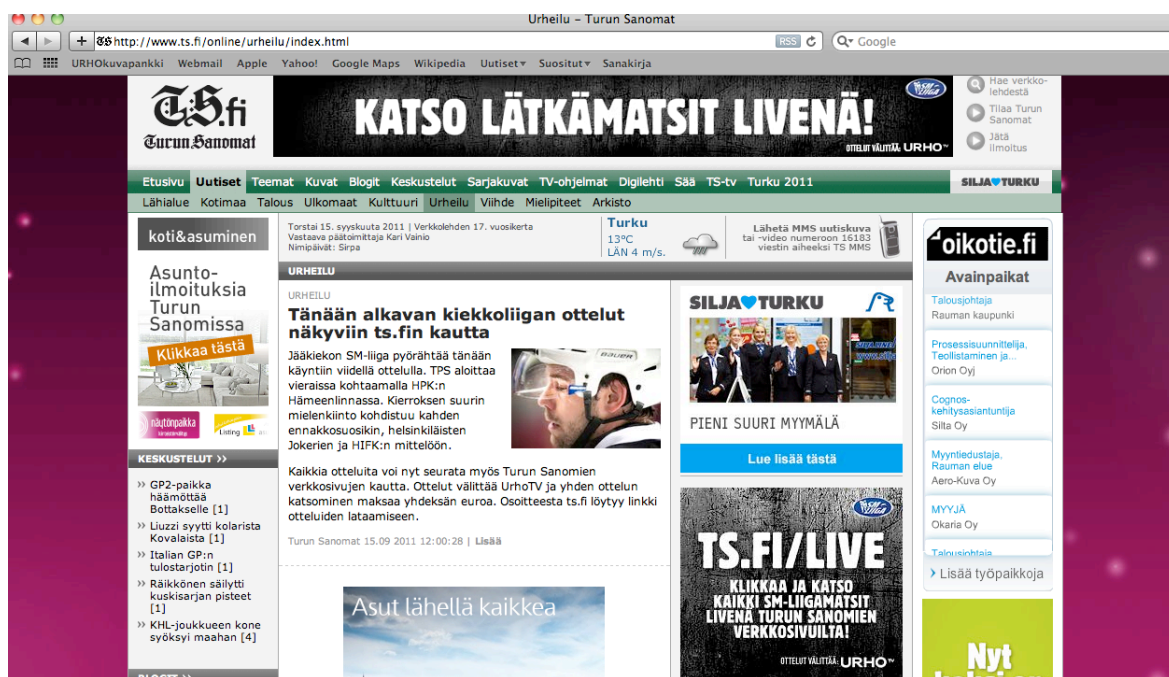 Urheilu – Turun Sanomat
http://www.ts.fi/online/urheilu/index.html
RSS
Google
URHOkuvapankki Webmail Apple Yahoo! Google Maps Wikipedia Uutiset Suositut Sanakirja
TS.fi
Turun Sanomat
KATSO LÄTKÄMATSIT LIVENÄ!
OTTELUT VÄLITTÄÄ: URHO TV
SM LIIGA
Hae verkko-
lehdestä
Tilaa Turun
Sanomat
Jätä
ilmoitus
Etusivu Uutiset Teemat Kuvat Blogit Keskustelut Sarjakuvat TV-ohjelmat Digilehti Sää TS-tv Turku 2011
SILJA TURKU
Lähialue Kotimaa Talous Ulkomaat Kulttuuri Urheilu Viihde Mielipiteet Arkisto
koti&asuminen
Asunto-
ilmoituksia
Turun
Sanomissa
Klikkaa tästä
näytönpaikka
Listing
KESKUSTELUT >>
>> GP2-paikka
häämöttää
Bottakselle [1]
>> Liuzzi syytti kolarista
Kovalaista [1]
>> Italian GP:n
tulostarjotin [1]
>> Räikkönen säilytti
kuskisarjan pisteet
[1]
>> KHL-joukkueen kone
syöksyi maahan [4]
BLOGIT >>
Torstai 15. syyskuuta 2011 | Verkkolehden 17. vuosikerta
Vastaava päätoimittaja Kari Vainio
Nimipäivät: Sirpa
Turku
13°C
LÄN 4 m/s.
Lähetä MMS uutiskuva
tai -video numeroon 16183
viestin aiheeksi TS MMS
URHEILU
URHEILU
Tänään alkavan kiekkoliigan ottelut
näkyviin ts.fin kautta
Jääkiekon SM-liiga pyörähtää tänään
käyntiin viidellä ottelulla. TPS aloittaa
vieraissa kohtaamalla HPK:n
Hämeenlinnassa. Kierroksen suurin
mielenkiinto kohdistuu kahden
ennakkosuosikin, helsinkiläisten
Jokerien ja HIFK:n mittelöön.
BAUER
Kaikkia otteluita voi nyt seurata myös Turun Sanomien
verkkosivujen kautta. Ottelut välittää UrhoTV ja yhden ottelun
katsominen maksaa yhdeksän euroa. Osoitteesta ts.fi löytyy linkki
otteluiden lataamiseen.
Turun Sanomat 15.09 2011 12:00:28 | Lisää
Asut lähellä kaikkea
SILJA TURKU
PIENI SUURI MYYMÄLÄ
Lue lisää tästä
TS.FI/LIVE
KLIKKAA JA KATSO
KAIKKI SM-LIIGAMATSIT
LIVENÄ TURUN SANOMIEN
VERKKOSIVUILTA!
OTTELUT VÄLITTÄÄ: URHO TV
oikotie.fi
Avainpaikat
Talousjohtaja
Rauman kaupunki
Prosessisuunnittelija,
Teollistaminen ja...
Orion Oyj
Cognos-
kehitysasiantuntija
Silta Oy
Myyntiedustaja,
Rauman elue
Aero-Kuva Oy
MYYJÄ
Okaria Oy
Talousjohtaja
Lisää työpaikkoja
Nyt